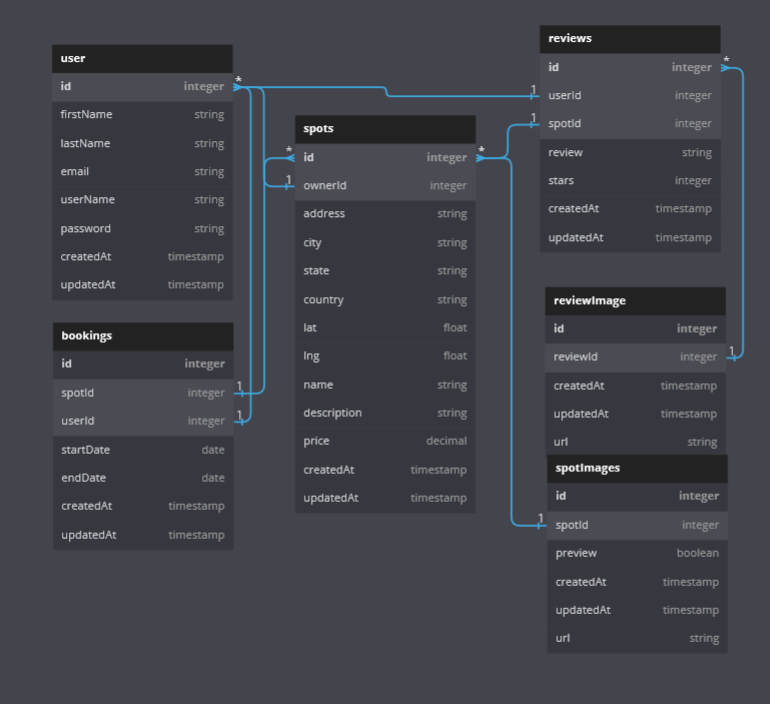 user
id integer
firstName string
lastName string
email string
userName string
password string
createdAt timestamp
updatedAt timestamp
bookings
id integer
spotId integer
userId integer
startDate date
endDate date
createdAt timestamp
updatedAt timestamp
spots
id integer
ownerId integer
address string
city string
state string
country string
lat float
lng float
name string
description string
price decimal
createdAt timestamp
updatedAt timestamp
reviews
id integer
userId integer
spotId integer
review string
stars integer
createdAt timestamp
updatedAt timestamp
reviewImage
id integer
reviewId integer
createdAt timestamp
updatedAt timestamp
url string
spotImages
id integer
spotId integer
preview boolean
createdAt timestamp
updatedAt timestamp
url string
*
1
1
*
1
*
1
1
*
1
1